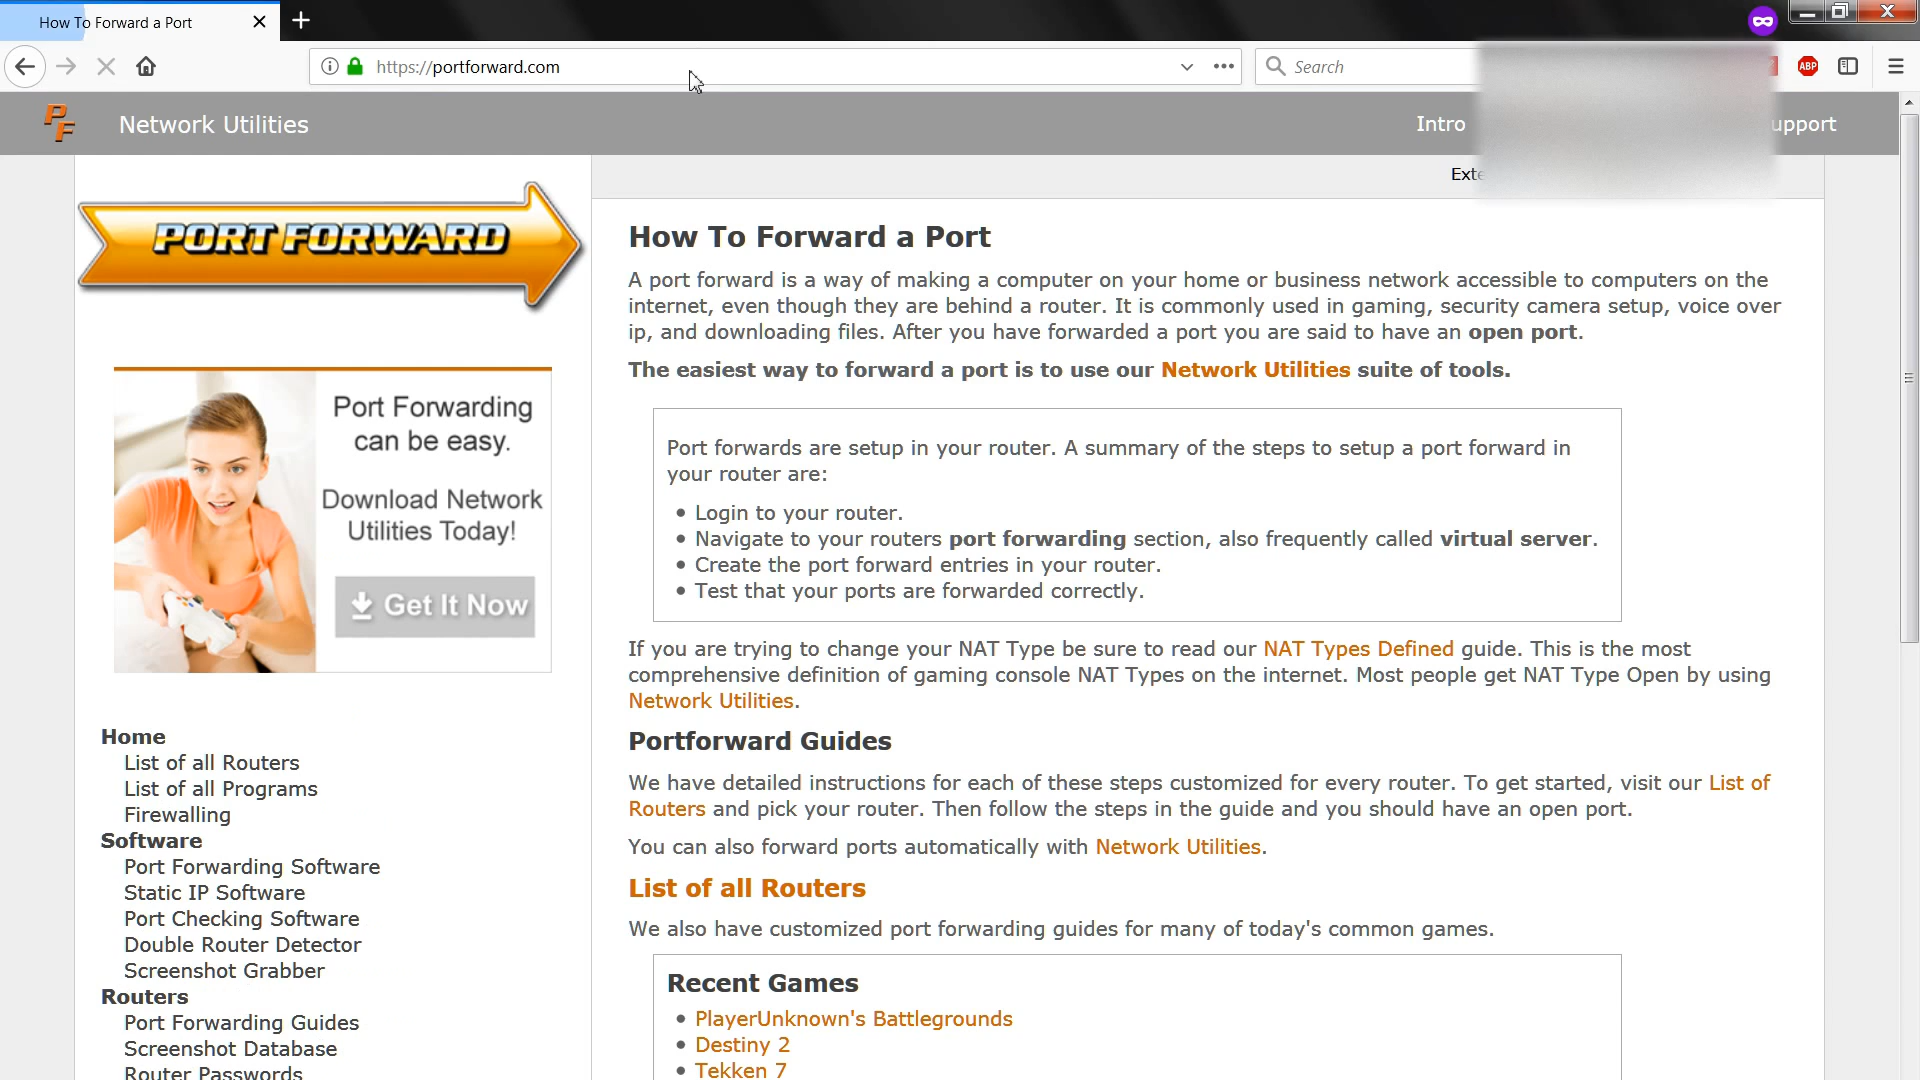 How To Forward a Port
https://portforward.com
Search
ABP
PF
Network Utilities
Intro
Port Forward
How To Forward a Port
A port forward is a way of making a computer on your home or business network accessible to computers on the
internet, even though they are behind a router. It is commonly used in gaming, security camera setup, voice over
ip, and downloading files. After you have forwarded a port you are said to have an open port.
The easiest way to forward a port is to use our Network Utilities suite of tools.
Port forwards are setup in your router. A summary of the steps to setup a port forward in
your router are:
• Login to your router.
• Navigate to your routers port forwarding section, also frequently called virtual server.
• Create the port forward entries in your router.
• Test that your ports are forwarded correctly.
If you are trying to change your NAT Type be sure to read our NAT Types Defined guide. This is the most
comprehensive definition of gaming console NAT Types on the internet. Most people get NAT Type Open by using
Network Utilities.
Portforward Guides
We have detailed instructions for each of these steps customized for every router. To get started, visit our List of
Routers and pick your router. Then follow the steps in the guide and you should have an open port.
You can also forward ports automatically with Network Utilities.
List of all Routers
We also have customized port forwarding guides for many of today's common games.
Recent Games
• PlayerUnknown's Battlegrounds
• Destiny 2
• Tekken 7
Port Forwarding
can be easy.
Download Network
Utilities Today!
Get It Now
Home
List of all Routers
List of all Programs
Firewalling
Software
Port Forwarding Software
Static IP Software
Port Checking Software
Double Router Detector
Screenshot Grabber
Routers
Port Forwarding Guides
Screenshot Database
Router Passwords